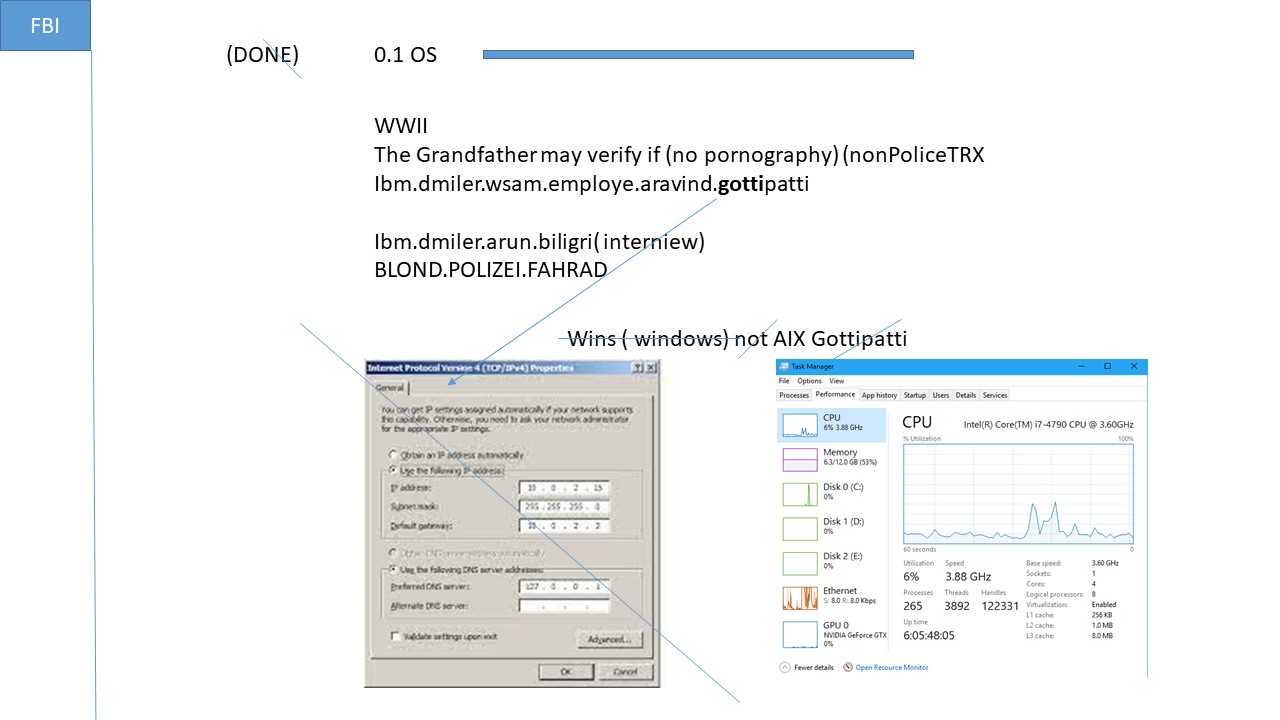 FBI
(DONE) 0.1 OS
WWII
The Grandfather may verify if (no pornography) (nonPoliceTRX
Ibm.dmiler.wsam.employe.aravind.gottipatti
Ibm.dmiler.arun.biligri( interniew)
BLOND.POLIZEI.FAHRAD
Wins ( windows) not AIX Gottipatti
Internet Protocol Version 4 (TCP/IPv4) Properties
General
You can get IP settings assigned automatically if your network supports
this capability. Otherwise, you need to ask your network administrator
for the appropriate IP settings.
Obtain an IP address automatically
Use the following IP address:
IP address: 10 . 0 . 2 . 15
Subnet mask: 255 . 255 . 255 . 0
Default gateway: 10 . 0 . 2 . 2
Obtain DNS server address automatically
Use the following DNS server addresses:
Preferred DNS server: 127 . 0 . 0 . 1
Alternate DNS server: . . .
Validate settings upon exit
Advanced...
OK Cancel
Task Manager
File Options View
Processes Performance App history Startup Users Details Services
CPU
6% 3.88 GHz
Memory
6.3/12.0 GB (53%)
Disk 0 (C:)
0%
Disk 1 (D:)
0%
Disk 2 (E:)
0%
Ethernet
S: 8.0 R: 8.0 Kbps
GPU 0
NVIDIA GeForce GTX
0%
CPU Intel(R) Core(TM) i7-4790 CPU @ 3.60GHz
% Utilization 100%
60 seconds 0
Utilization Speed
6% 3.88 GHz
Processes Threads Handles
265 3892 122331
Up time
6:05:48:05
Base speed: 3.60 GHz
Sockets: 1
Cores: 4
Logical processors: 8
Virtualization: Enabled
L1 cache: 256 KB
L2 cache: 1.0 MB
L3 cache: 8.0 MB
Fewer details Open Resource Monitor